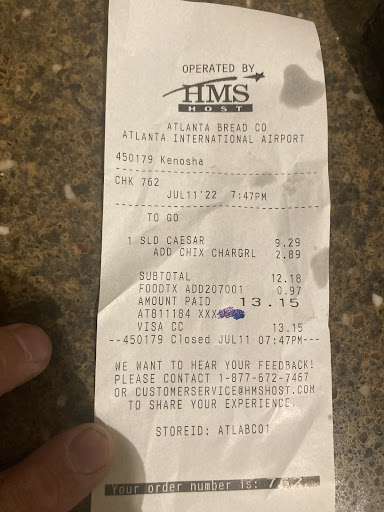 OPERATED BY
HMS
HOST
ATLANTA BREAD CO
ATLANTA INTERNATIONAL AIRPORT
450179 Kenosha
CHK 762
JUL11'22 7:47PM
TO GO
1 SLD CAESAR 9.29
ADD CHIX CHARGRL 2.89
SUBTOTAL 12.18
FOODTX ADD207001 0.97
AMOUNT PAID 13.15
AT811184 XXX
VISA CC 13.15
--450179 Closed JUL11 07:47PM---
WE WANT TO HEAR YOUR FEEDBACK!
PLEASE CONTACT 1-877-672-7467
OR CUSTOMERSERVICE@HMSHOST.COM
TO SHARE YOUR EXPERIENCE.
STOREID: ATLABC01
Your order number is: 762